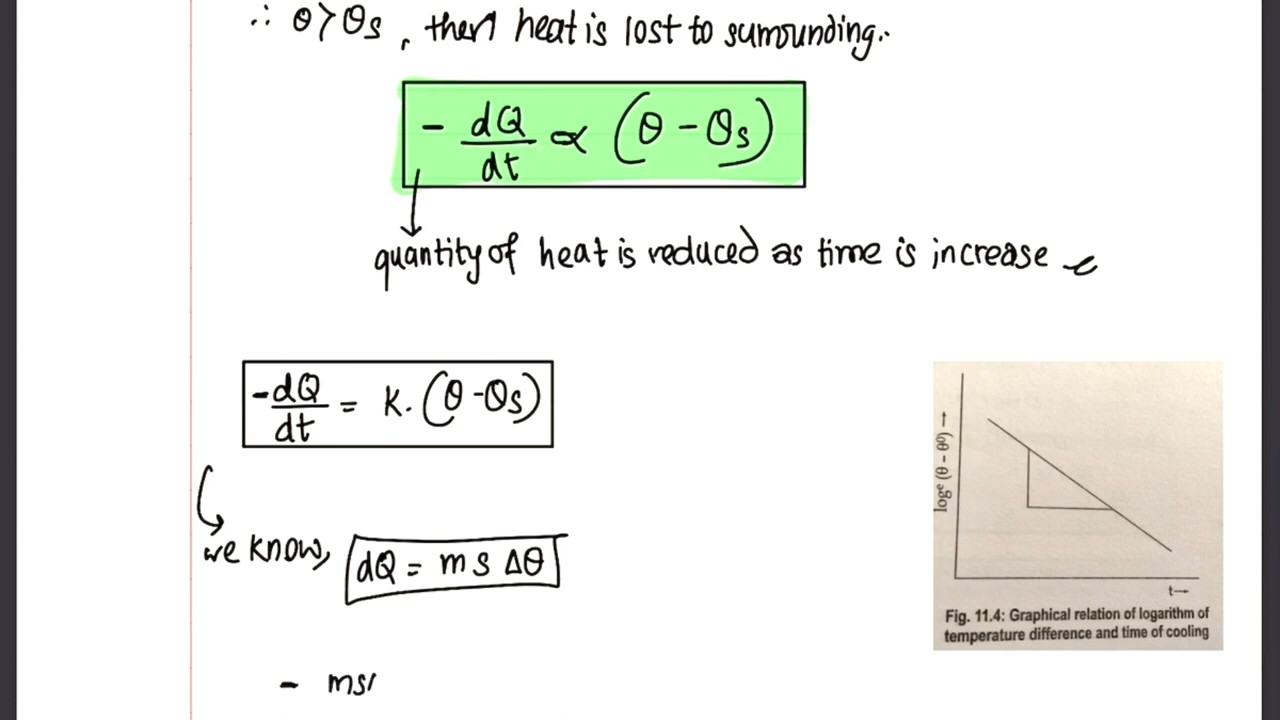 ∴ θ > θs, then heat is lost to surrounding..
- dQ/dt ∝ (θ - θs)
quantity of heat is reduced as time is increase
-dQ/dt = K. (θ - θs)
we know, dQ = m s Δθ
- ms
logᵉ (θ - θ⁰) →
t→
Fig. 11.4: Graphical relation of logarithm of
temperature difference and time of cooling